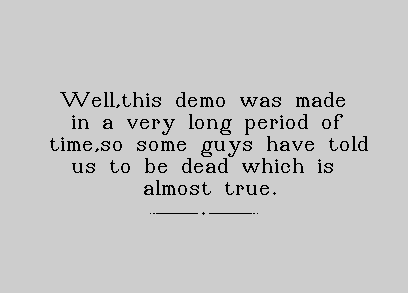 Well,this demo was made
in a very long period of
time,so some guys have told
us to be dead which is
almost true.